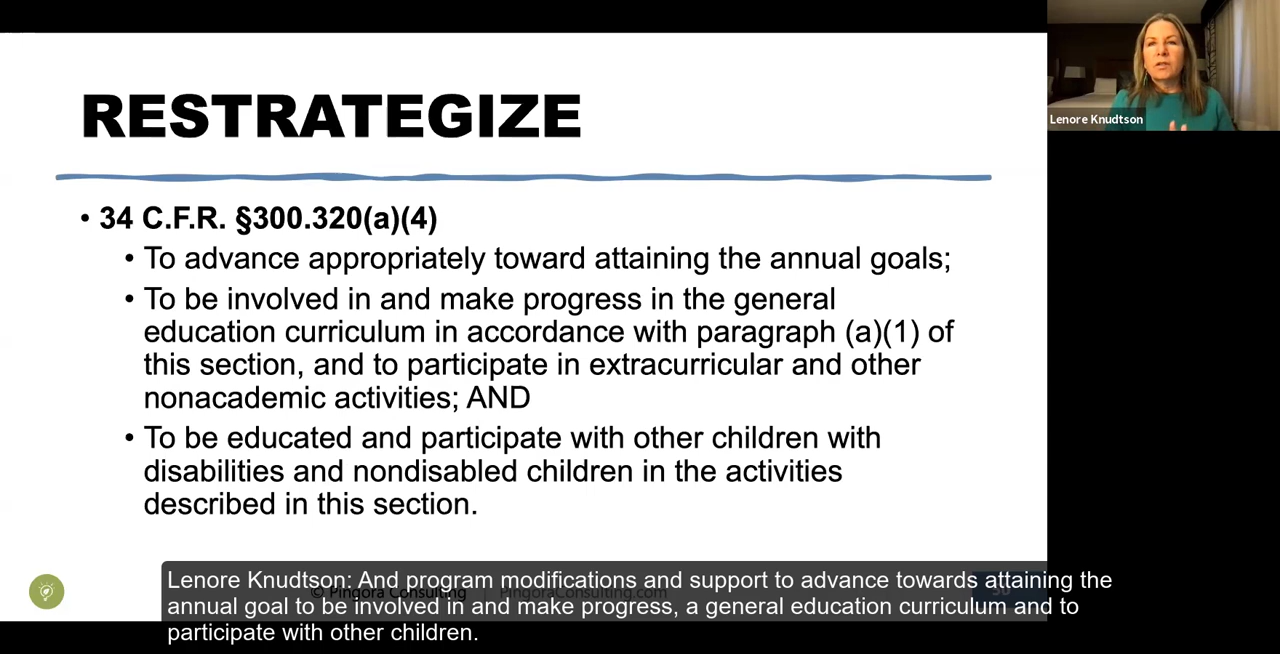 RESTRATEGIZE
Lenore Knudtson
• 34 C.F.R. §300.320(a)(4)
• To advance appropriately toward attaining the annual goals;
• To be involved in and make progress in the general
education curriculum in accordance with paragraph (a)(1) of
this section, and to participate in extracurricular and other
nonacademic activities; AND
• To be educated and participate with other children with
disabilities and nondisabled children in the activities
described in this section.
Lenore Knudtson: And program modifications and support to advance towards attaining the
© Pingora Consulting | PingoraConsulting.com
annual goal to be involved in and make progress, a general education curriculum and to
participate with other children.